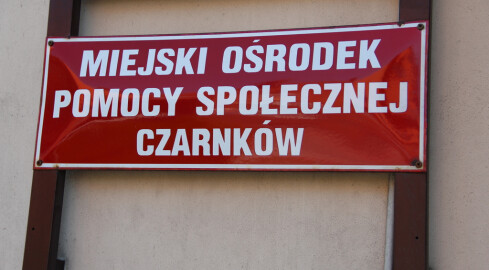 MIEJSKI OŚRODEK
POMOCY SPOŁECZNEJ
CZARNKÓW